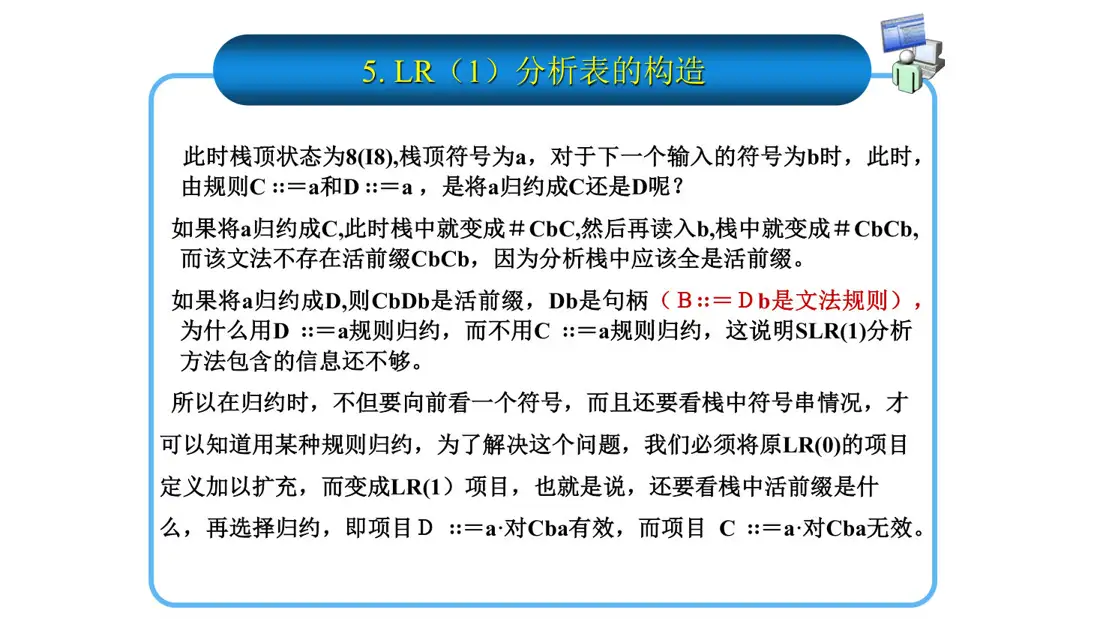 5. LR（1）分析表的构造
此时栈顶状态为8(I8),栈顶符号为a，对于下一个输入的符号为b时，此时，
由规则C ::＝a和D ::＝a ，是将a归约成C还是D呢？
如果将a归约成C,此时栈中就变成＃CbC,然后再读入b,栈中就变成＃CbCb,
而该文法不存在活前缀CbCb，因为分析栈中应该全是活前缀。
如果将a归约成D,则CbDb是活前缀，Db是句柄（Ｂ::＝Ｄb是文法规则），
为什么用D ::＝a规则归约，而不用C ::＝a规则归约，这说明SLR(1)分析
方法包含的信息还不够。
所以在归约时，不但要向前看一个符号，而且还要看栈中符号串情况，才
可以知道用某种规则归约，为了解决这个问题，我们必须将原LR(0)的项目
定义加以扩充，而变成LR(1）项目，也就是说，还要看栈中活前缀是什
么，再选择归约，即项目Ｄ ::＝a·对Cba有效，而项目 C ::＝a·对Cba无效。